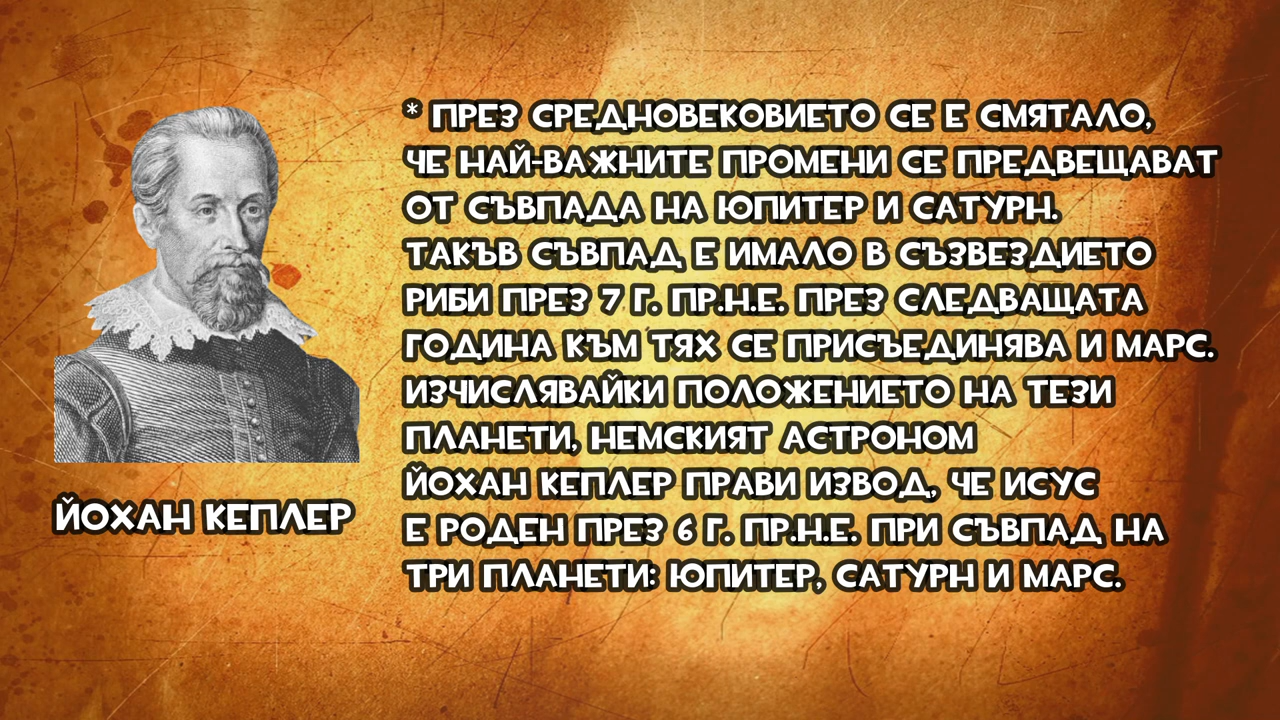 * ПРЕЗ СРЕДНОВЕКОВИЕТО СЕ Е СМЯТАЛО,
ЧЕ НАЙ-ВАЖНИТЕ ПРОМЕНИ СЕ ПРЕДВЕЩАВАТ
ОТ СЪВПАДА НА ЮПИТЕР И САТУРН.
ТАКЪВ СЪВПАД Е ИМАЛО В СЪЗВЕЗДИЕТО
РИБИ ПРЕЗ 7 Г. ПР.Н.Е. ПРЕЗ СЛЕДВАЩАТА
ГОДИНА КЪМ ТЯХ СЕ ПРИСЪЕДИНЯВА И МАРС.
ИЗЧИСЛЯВАЙКИ ПОЛОЖЕНИЕТО НА ТЕЗИ
ПЛАНЕТИ, НЕМСКИЯТ АСТРОНОМ
ЙОХАН КЕПЛЕР ПРАВИ ИЗВОД, ЧЕ ИСУС
Е РОДЕН ПРЕЗ 6 Г. ПР.Н.Е. ПРИ СЪВПАД НА
ТРИ ПЛАНЕТИ: ЮПИТЕР, САТУРН И МАРС.
ЙОХАН КЕПЛЕР